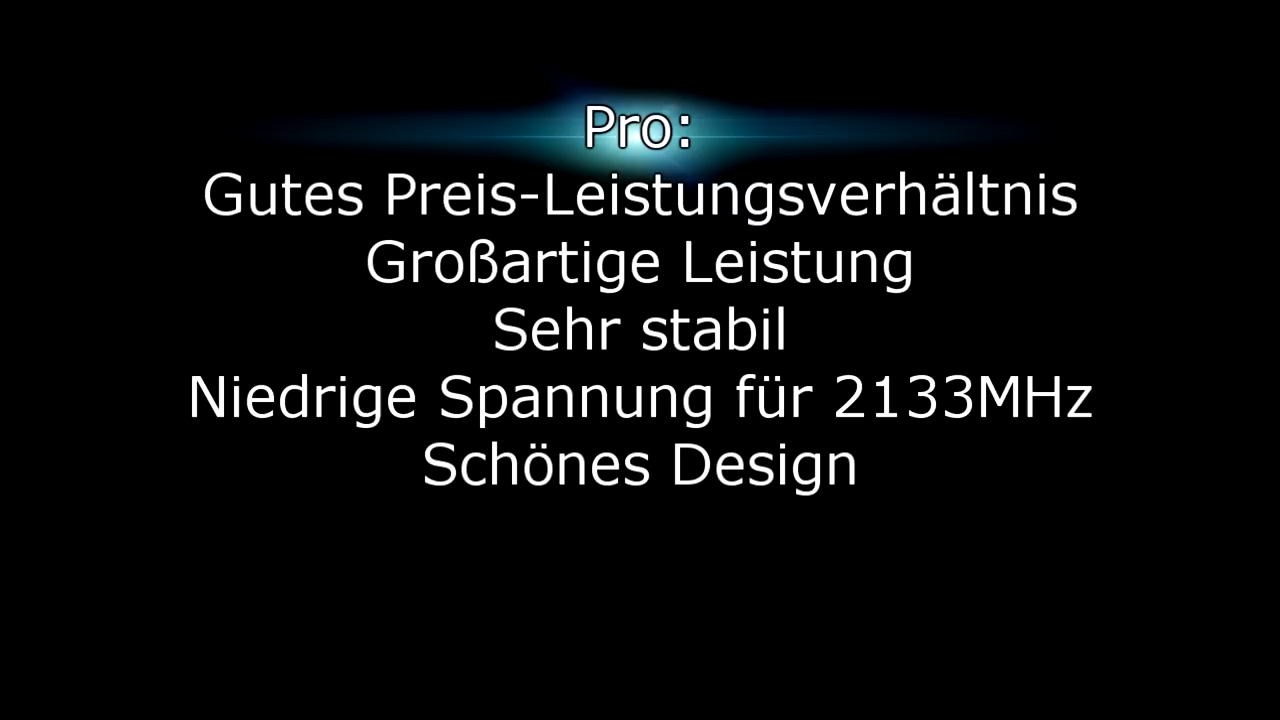 Pro:
Gutes Preis-Leistungsverhältnis
Großartige Leistung
Sehr stabil
Niedrige Spannung für 2133MHz
Schönes Design